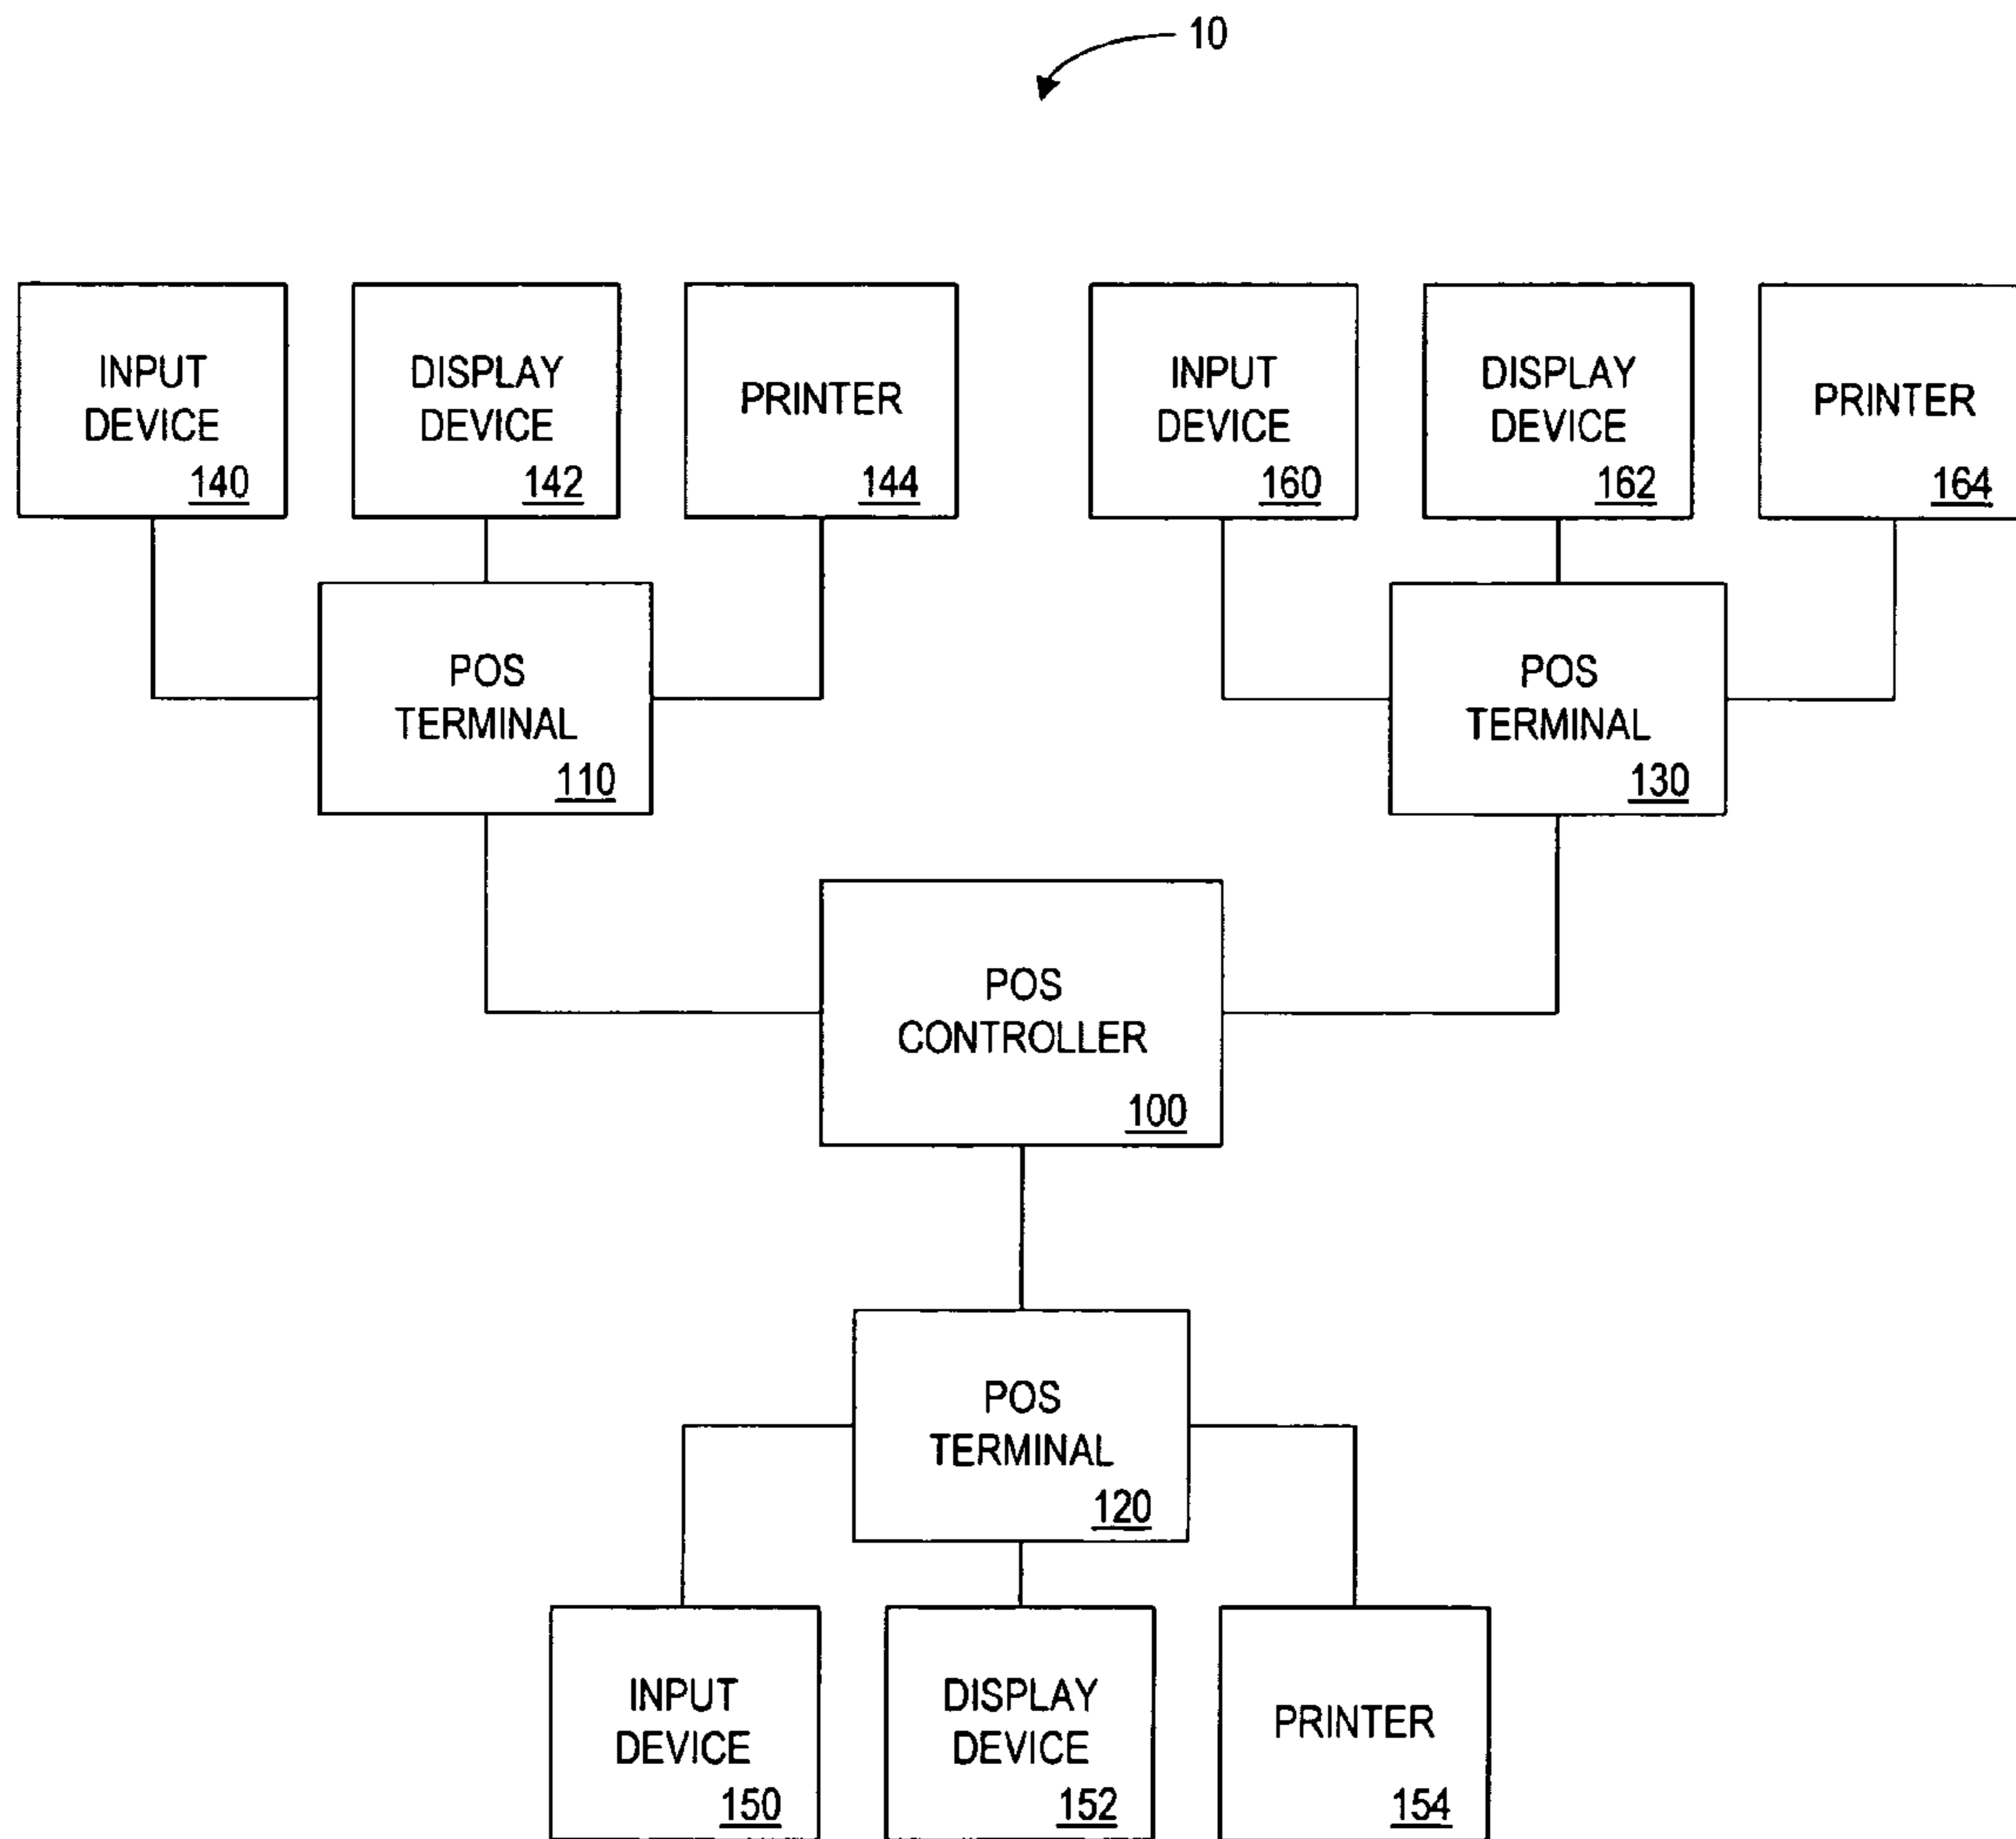 10
INPUT
DEVICE
140
DISPLAY
DEVICE
142
PRINTER
144
INPUT
DEVICE
160
DISPLAY
DEVICE
162
PRINTER
164
POS
TERMINAL
110
POS
TERMINAL
130
POS
CONTROLLER
100
POS
TERMINAL
120
INPUT
DEVICE
150
DISPLAY
DEVICE
152
PRINTER
154